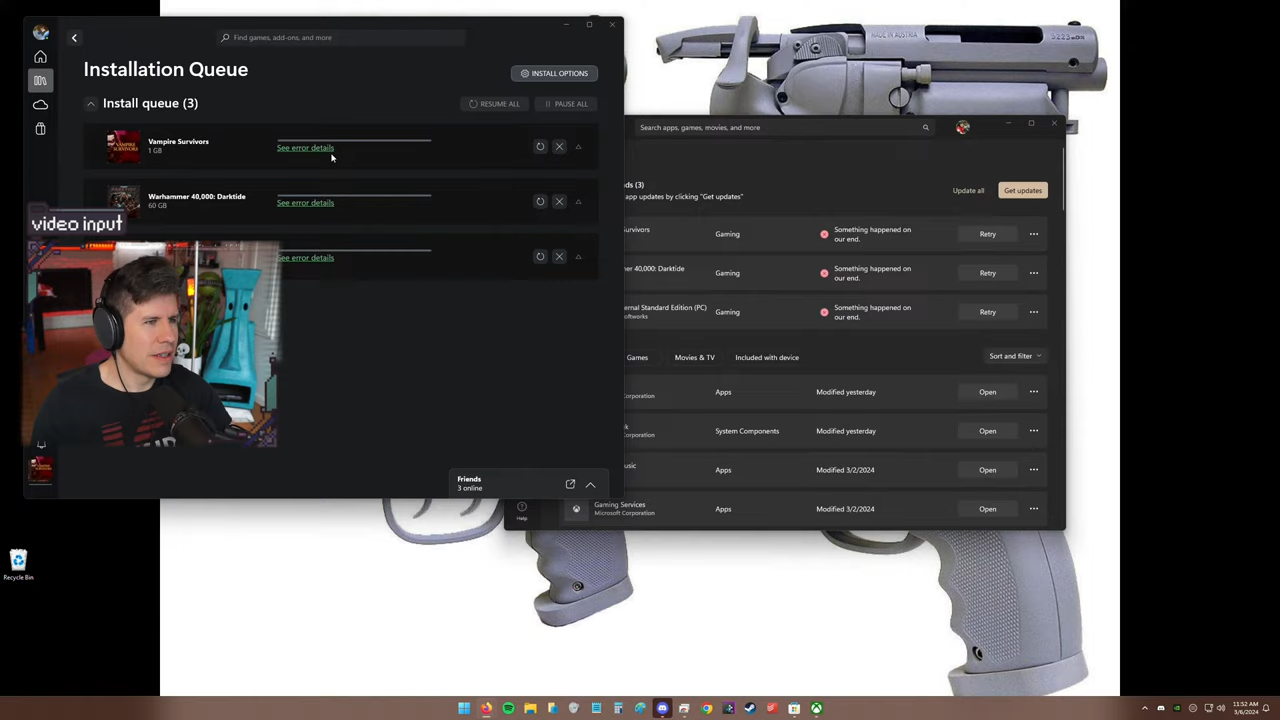 MADE IN AUSTRIA
5223.om
Find games, add-ons, and more
Installation Queue
INSTALL OPTIONS
Install queue (3)
RESUME ALL
PAUSE ALL
Vampire Survivors
1 GB
See error details
Warhammer 40,000: Darktide
60 GB
See error details
See error details
video input
Friends
3 online
Search apps, games, movies, and more
ds (3)
app updates by clicking "Get updates"
Update all
Get updates
Survivors
Gaming
Something happened on
our end.
Retry
er 40,000: Darktide
Gaming
Something happened on
our end.
Retry
ernal Standard Edition (PC)
oftworks
Gaming
Something happened on
our end.
Retry
Games
Movies & TV
Included with device
Sort and filter
Corporation
Apps
Modified yesterday
Open
k
Corporation
System Components
Modified yesterday
Open
usic
Apps
Modified 3/2/2024
Open
Gaming Services
Microsoft Corporation
Apps
Modified 3/2/2024
Open
Help
Recycle Bin
11:52 AM
3/6/2024